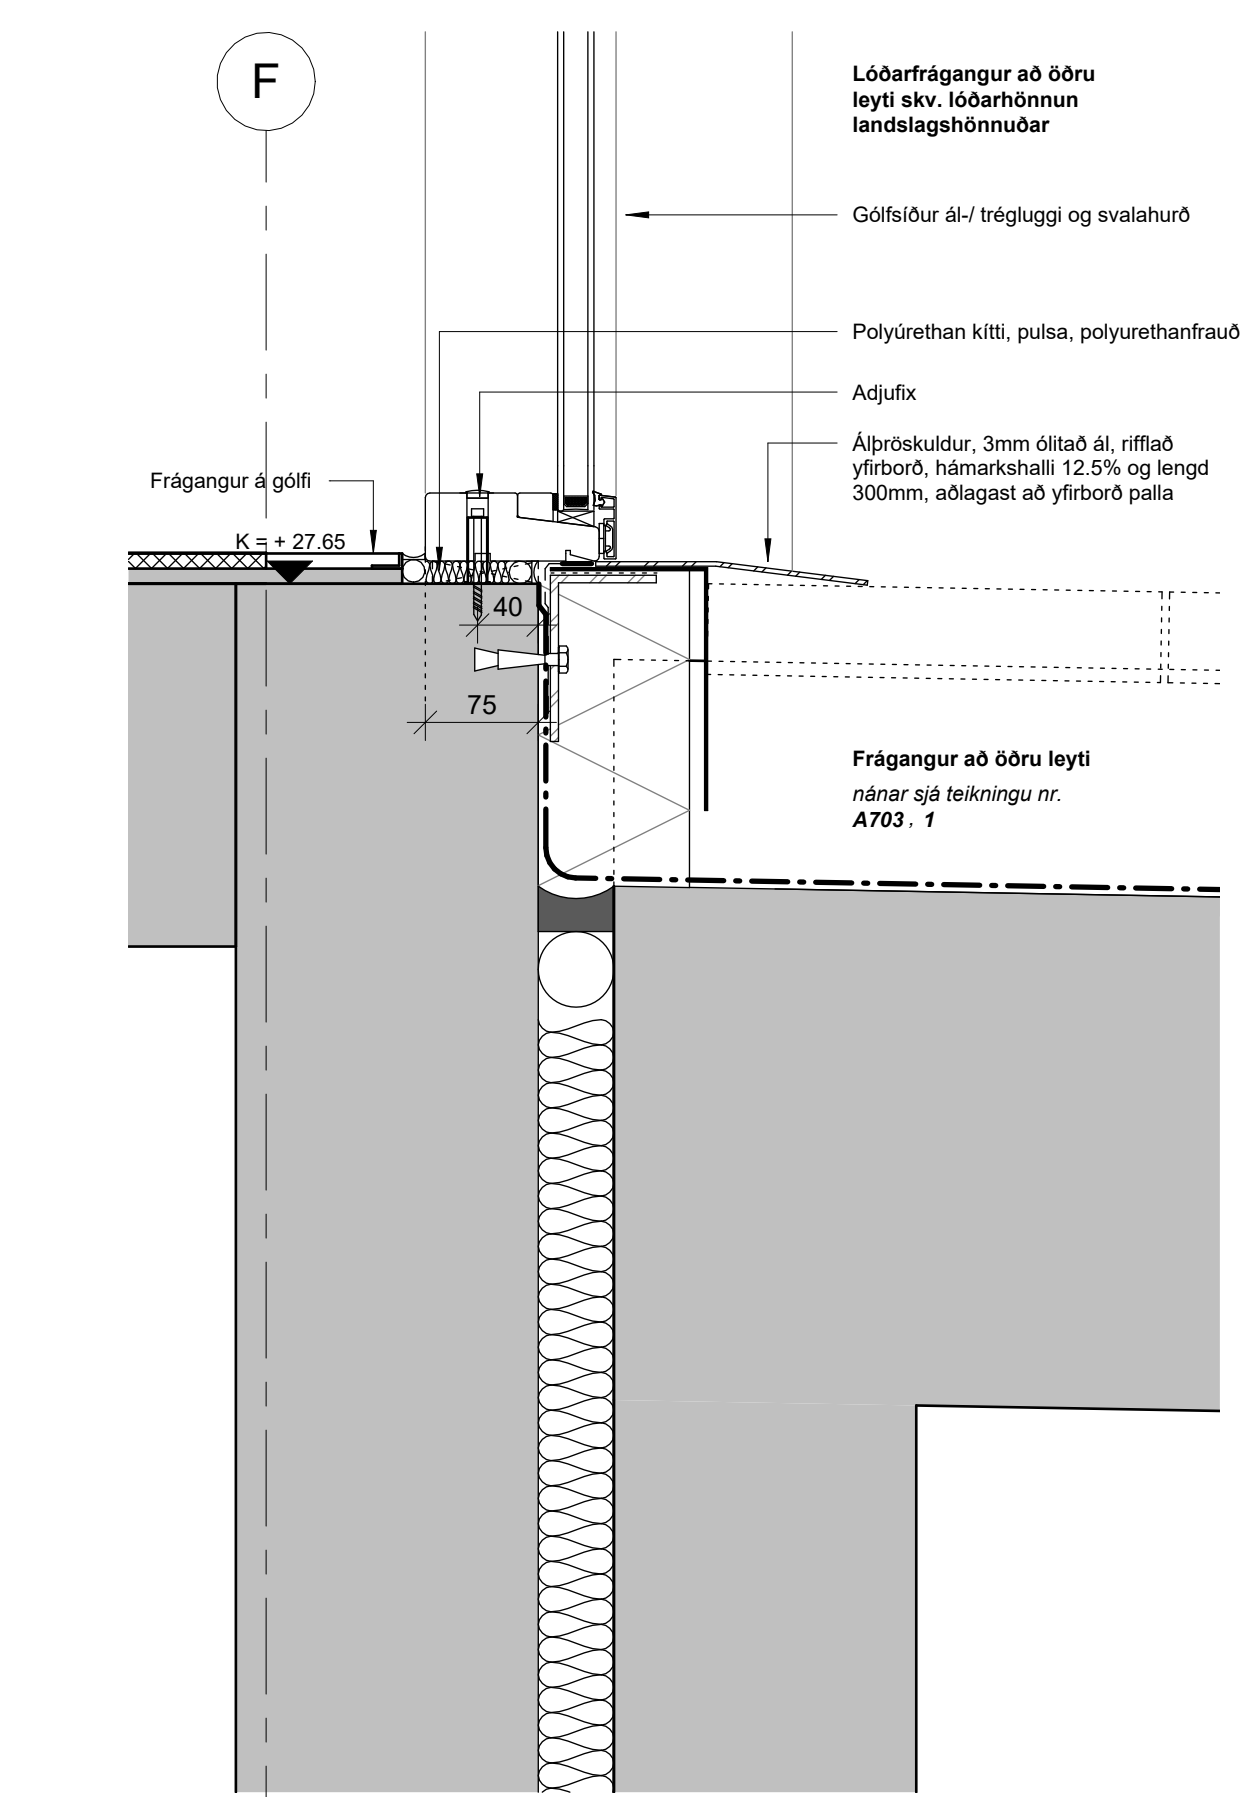 F
Lóðarfrágangur að öðru
leyti skv. lóðarhönnun
landslagshönnuðar
Gólfsíður ál-/ trégluggi og svalahurð
Polyúrethan kítti, pulsa, polyurethanfrauð
Adjufix
Álþröskuldur, 3mm ólitað ál, rifflað
yfirborð, hámarkshalli 12.5% og lengd
300mm, aðlagast að yfirborð palla
Frágangur á gólfi
K = + 27.65
40
75
Frágangur að öðru leyti
nánar sjá teikningu nr.
A703 , 1